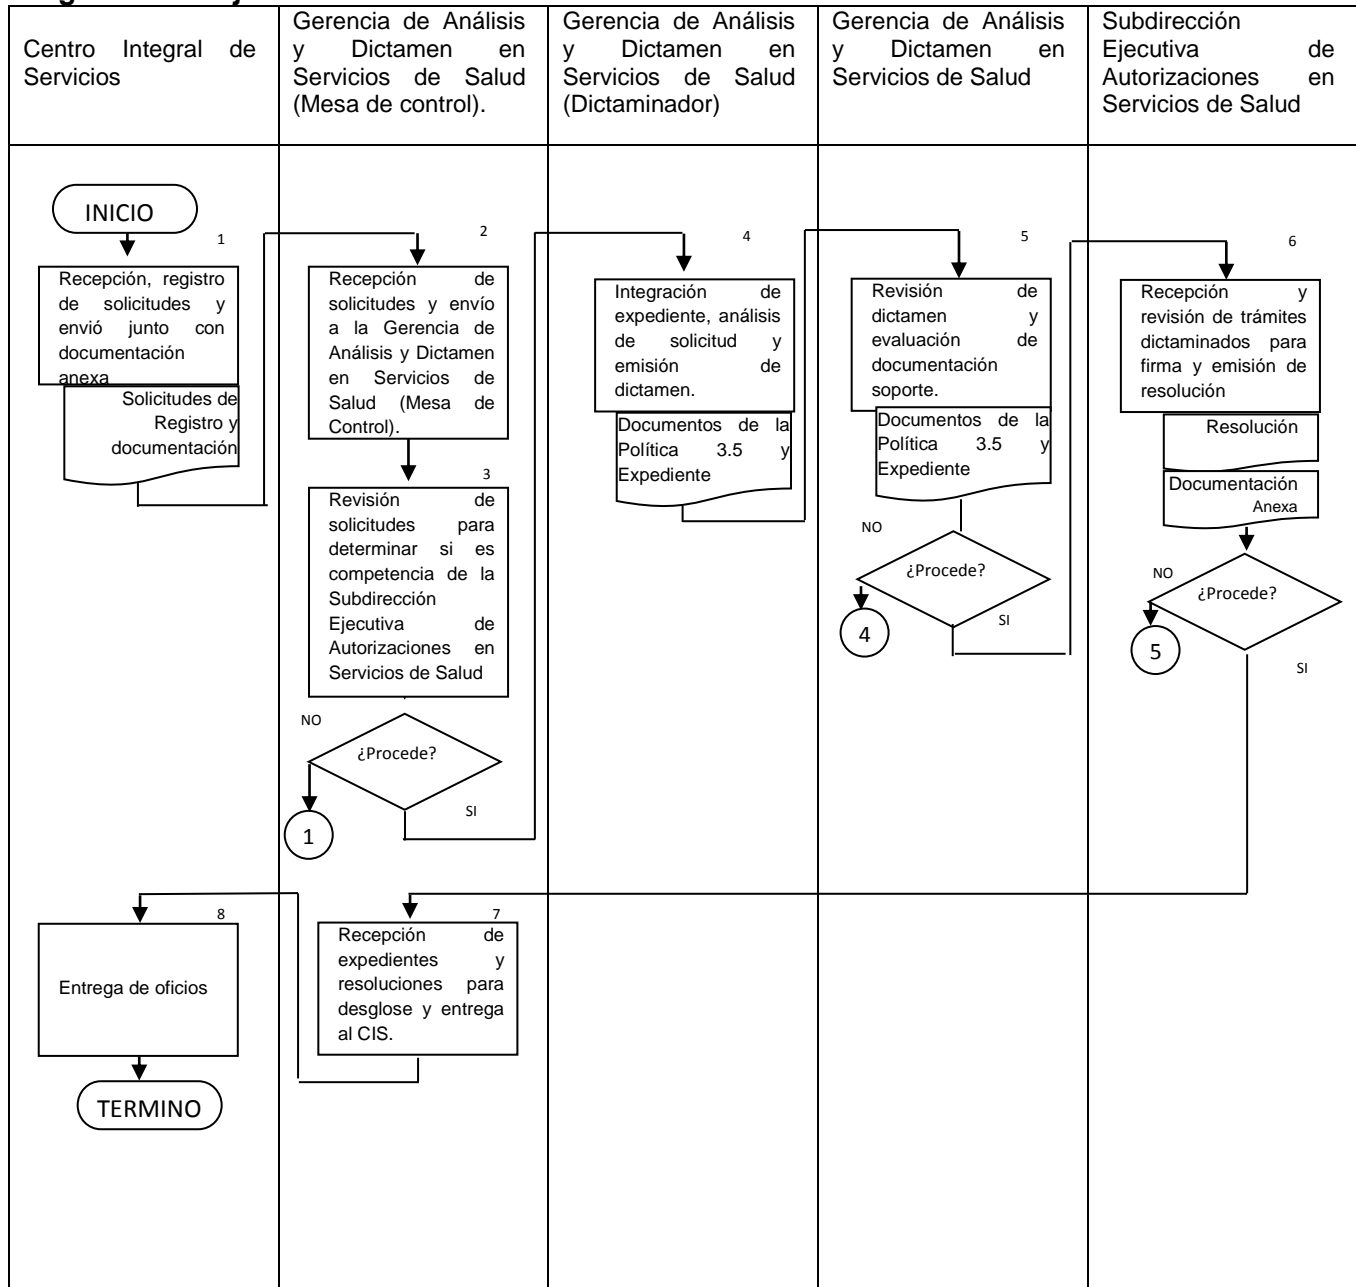 Centro Integral de
Servicios
Gerencia de Análisis
y Dictamen en
Servicios de Salud
(Mesa de control).
Gerencia de Análisis
y Dictamen en
Servicios de Salud
(Dictaminador)
Gerencia de Análisis
y Dictamen en
Servicios de Salud
Subdirección
Ejecutiva de
Autorizaciones en
Servicios de Salud
INICIO
1
Recepción, registro
de solicitudes y
envió junto con
documentación
anexa
Solicitudes de
Registro y
documentación
2
Recepción de
solicitudes y envío
a la Gerencia de
Análisis y Dictamen
en Servicios de
Salud (Mesa de
Control).
3
Revisión de
solicitudes para
determinar si es
competencia de la
Subdirección
Ejecutiva de
Autorizaciones en
Servicios de Salud
NO
¿Procede?
SI
1
4
Integración de
expediente, análisis
de solicitud y
emisión de
dictamen.
Documentos de la
Política 3.5 y
Expediente
5
Revisión de
dictamen y
evaluación de
documentación
soporte.
Documentos de la
Política 3.5 y
Expediente
NO
¿Procede?
SI
4
6
Recepción y
revisión de trámites
dictaminados para
firma y emisión de
resolución
Resolución
Documentación
Anexa
NO
¿Procede?
SI
5
7
Recepción de
expedientes y
resoluciones para
desglose y entrega
al CIS.
8
Entrega de oficios
TERMINO